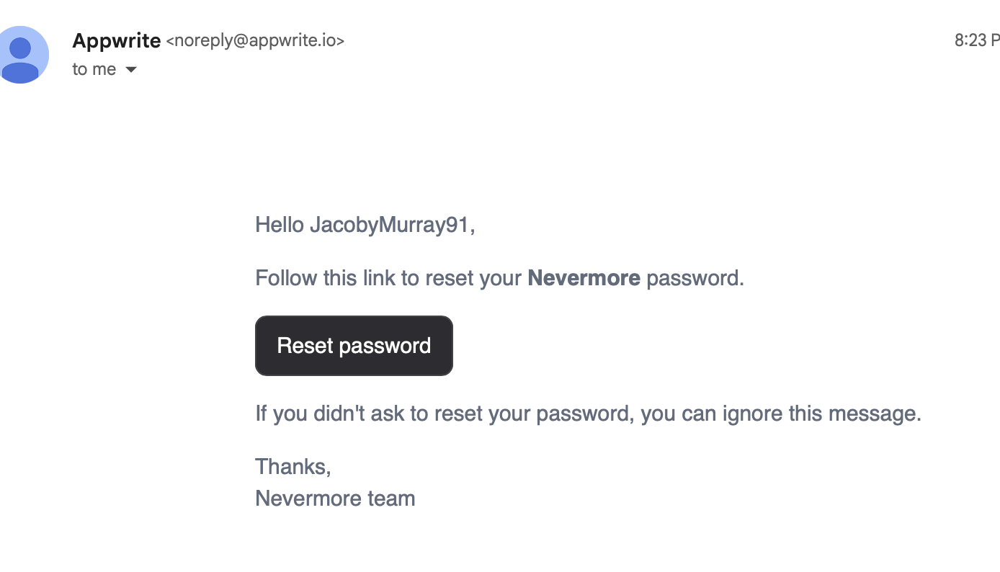 Appwrite <noreply@appwrite.io>
8:23 P
to me
Hello JacobyMurray91,
Follow this link to reset your Nevermore password.
Reset password
If you didn't ask to reset your password, you can ignore this message.
Thanks,
Nevermore team